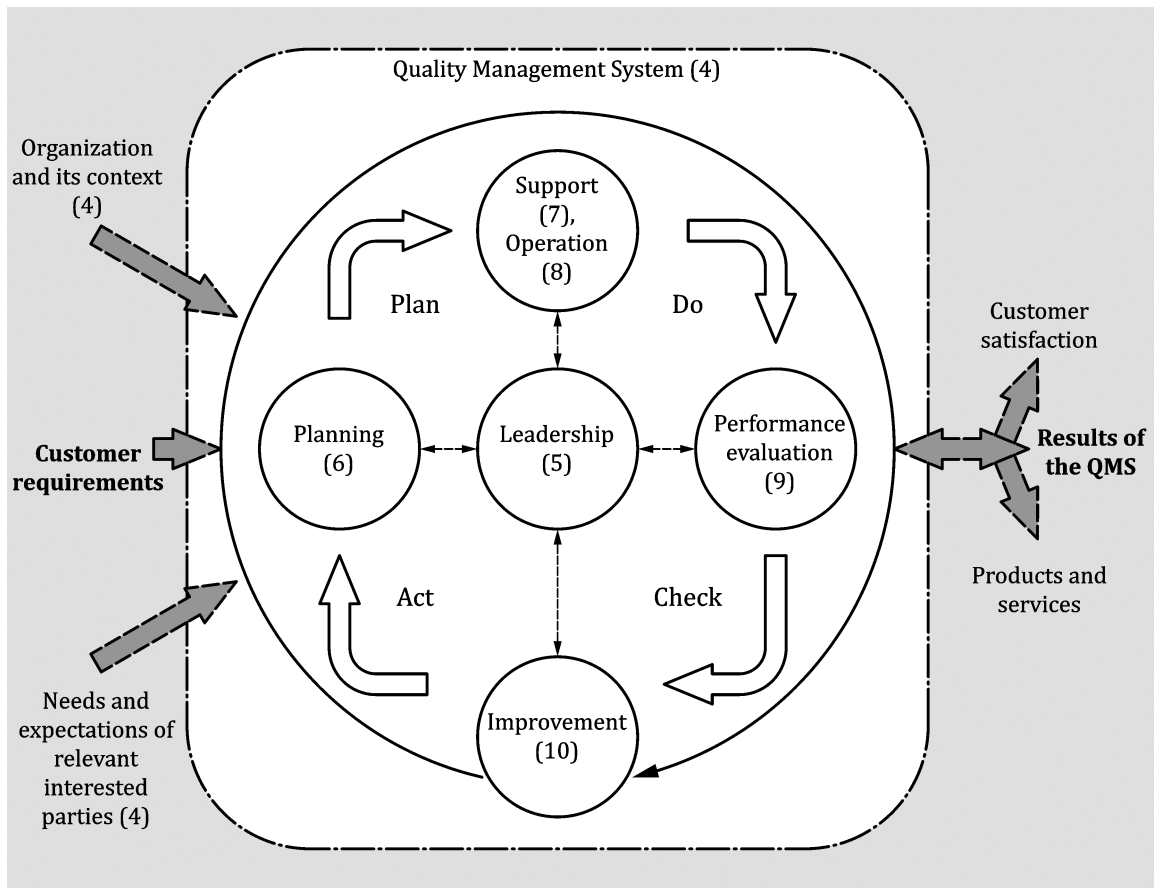 Quality Management System (4)
Organization
and its context
(4)
Support
(7),
Operation
(8)
Plan
Do
Customer
satisfaction
Planning
(6)
Leadership
(5)
Performance
evaluation
(9)
Customer
requirements
Results of
the QMS
Act
Check
Products and
services
Needs and
expectations of
relevant
interested
parties (4)
Improvement
(10)